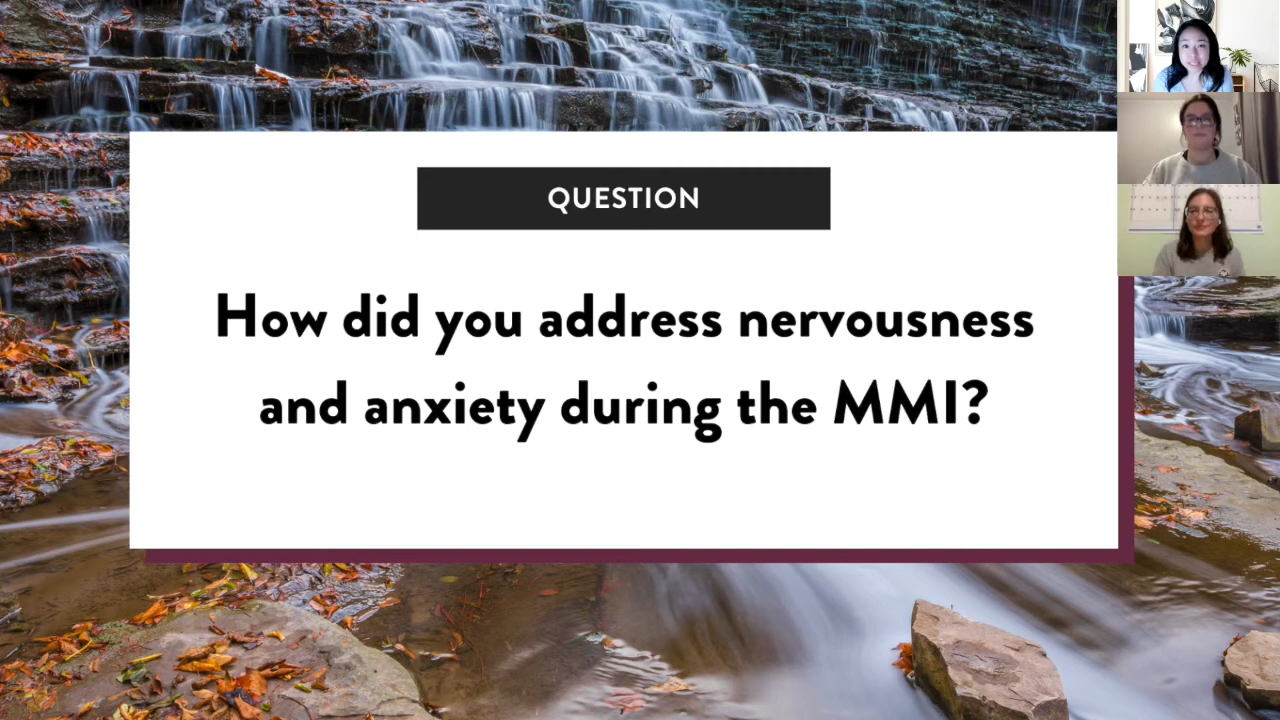 QUESTION
How did you address nervousness
and anxiety during the MMI?